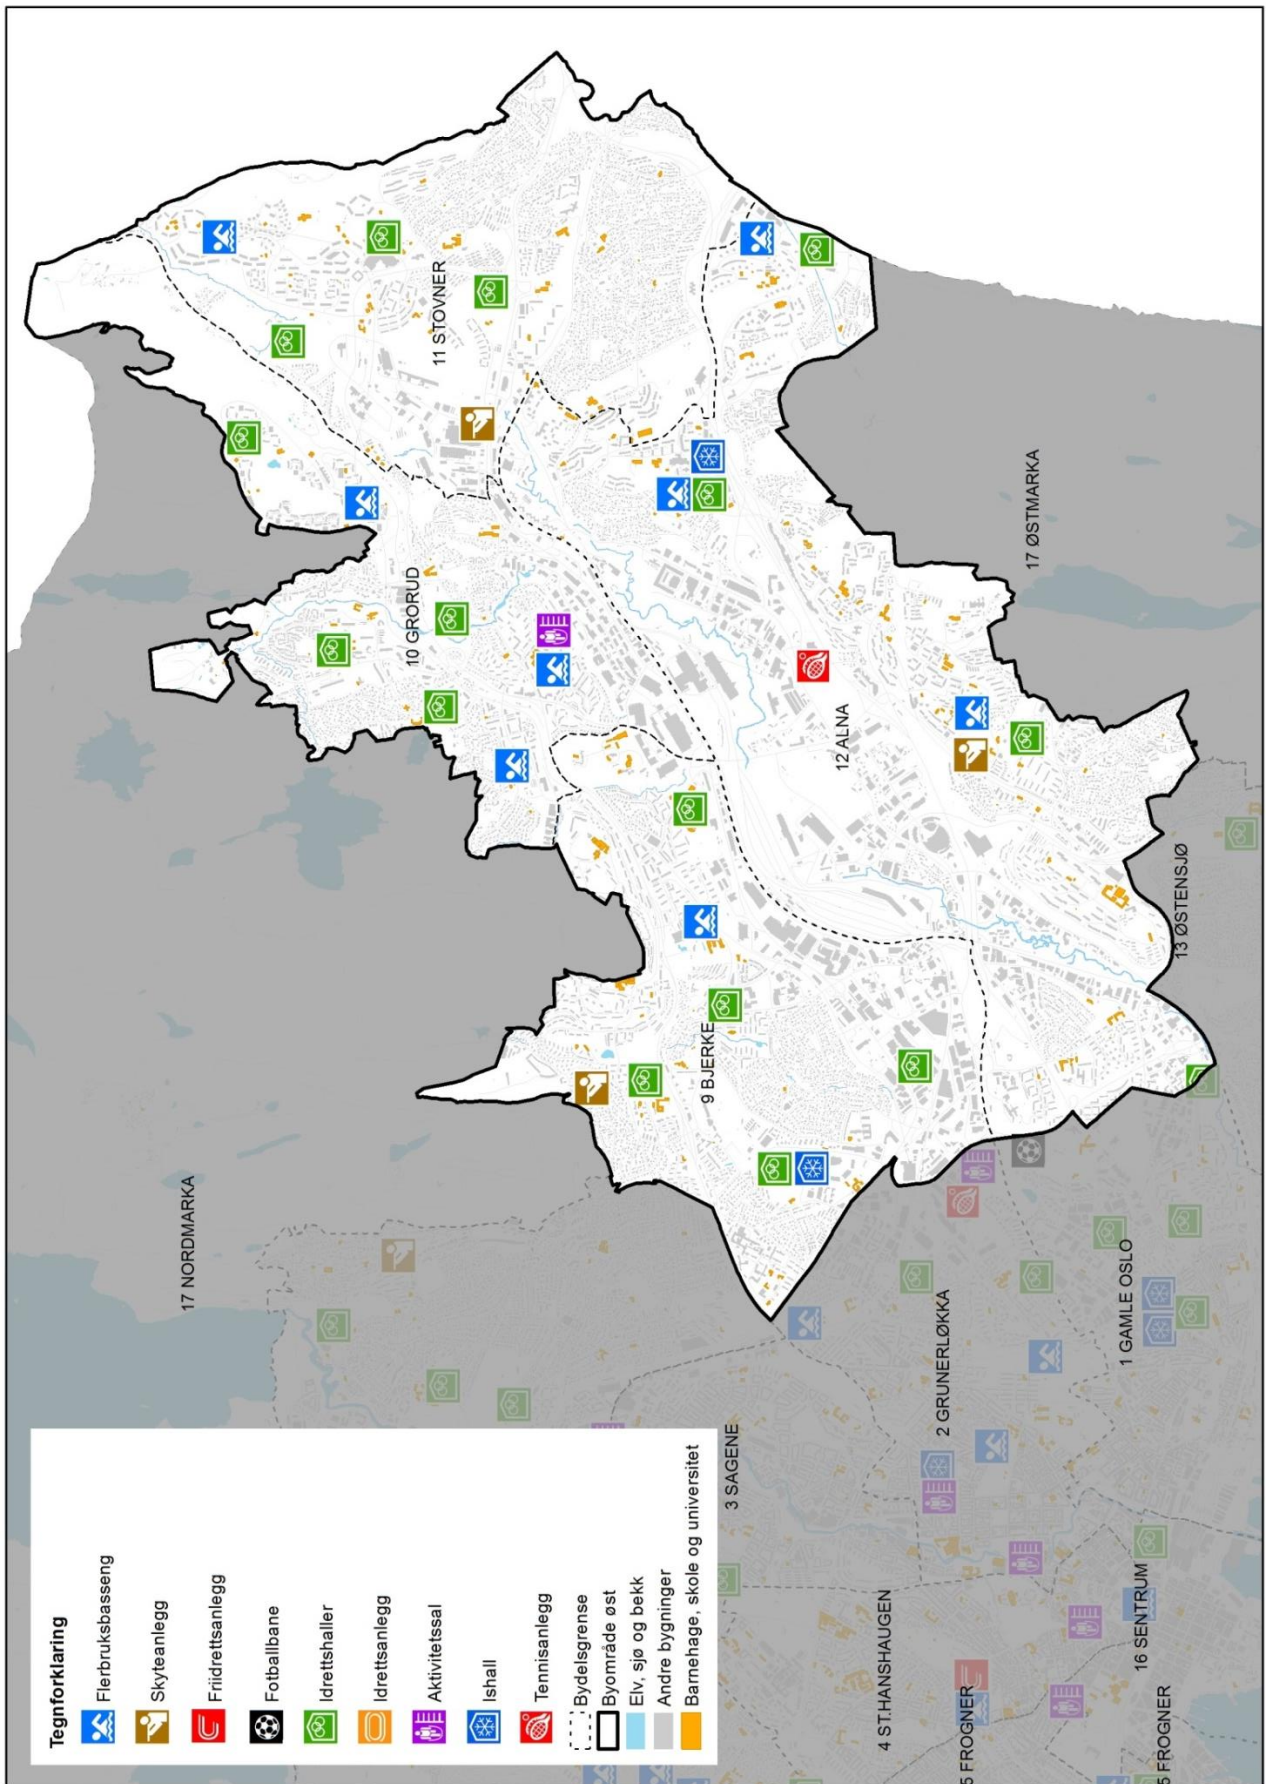 Tegnforklaring
Flerbruksbasseng
Skyteanlegg
Friidrettsanlegg
Fotballbane
Idrettshaller
Idrettsanlegg
Aktivitetssal
Ishall
Tennisanlegg
Bydelsgrense
Byområde øst
Elv, sjø og bekk
Andre bygninger
Barnehage, skole og universitet
17 NORDMARKA
10 GRORUD
11 STOVNER
9 BJERKE
3 SAGENE
12 ALNA
4 ST.HANSHAUGEN
2 GRUNERLØKKA
5 FROGNER
17 ØSTMARKA
1 GAMLE OSLO
16 SENTRUM
13 ØSTENSJØ
5 FROGNER